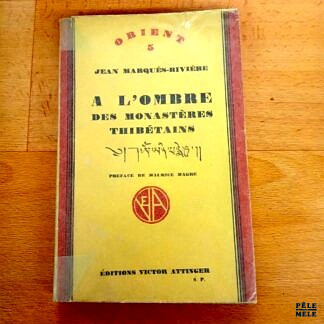 ORIENT
5
JEAN MARQUÈS-RIVIÈRE
A L'OMBRE
DES MONASTÈRES
THIBÉTAINS
PRÉFACE DE MAURICE MAGRE
ÉDITIONS VICTOR ATTINGER
PÊLE
MÊLE